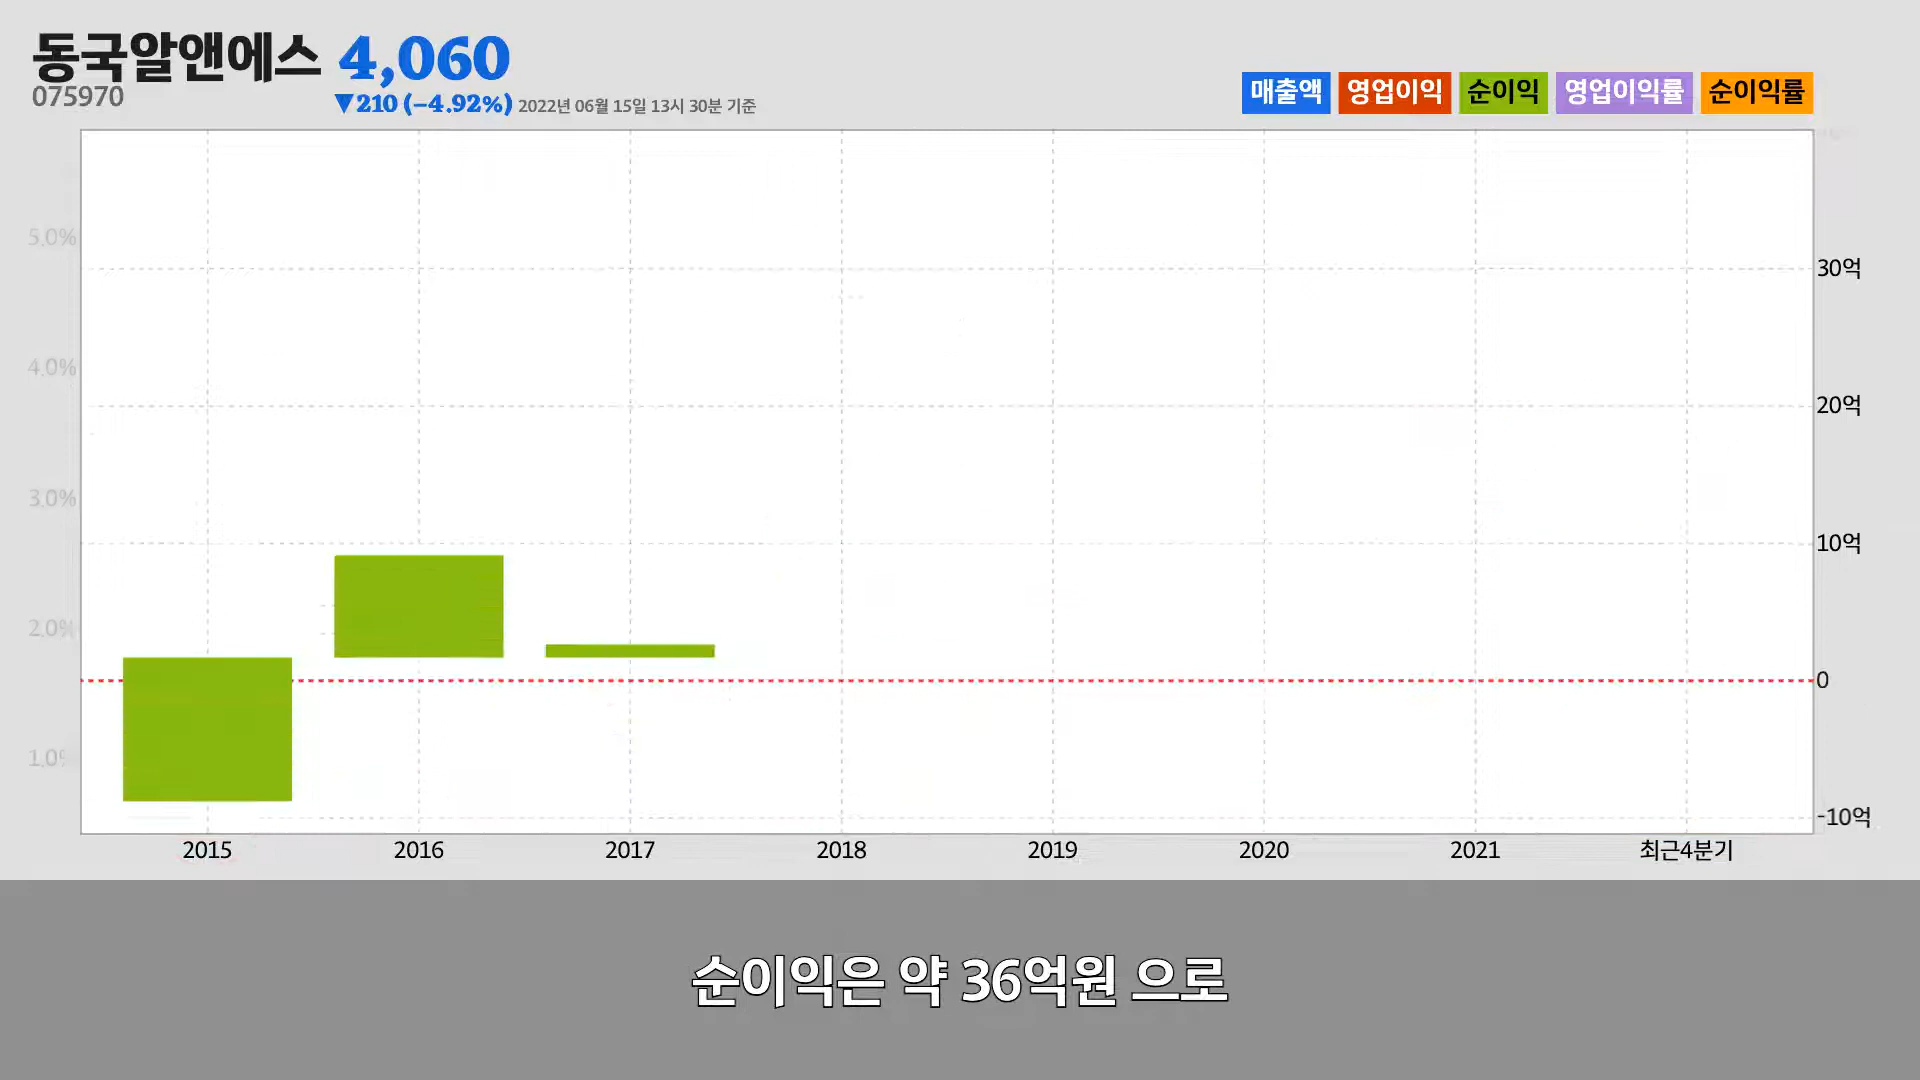 동국알앤에스 4,060
075970
▼210 (−4.92%) 2022년 06월 15일 13시 30분 기준
매출액 영업이익 순이익 영업이익률 순이익률
5.0%
4.0%
3.0%
2.0%
1.0%
30억
20억
10억
0
-10억
2015 2016 2017 2018 2019 2020 2021 최근4분기
순이익은 약 36억원 으로